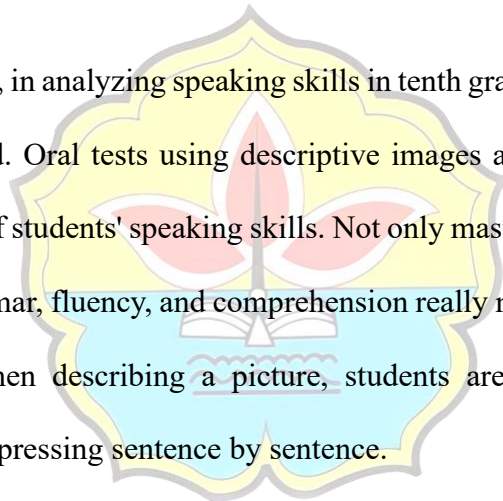 , in analyzing speaking skills in tenth gra
d. Oral tests using descriptive images a
f students' speaking skills. Not only mas
mar, fluency, and comprehension really n
hen describing a picture, students are
pressing sentence by sentence.